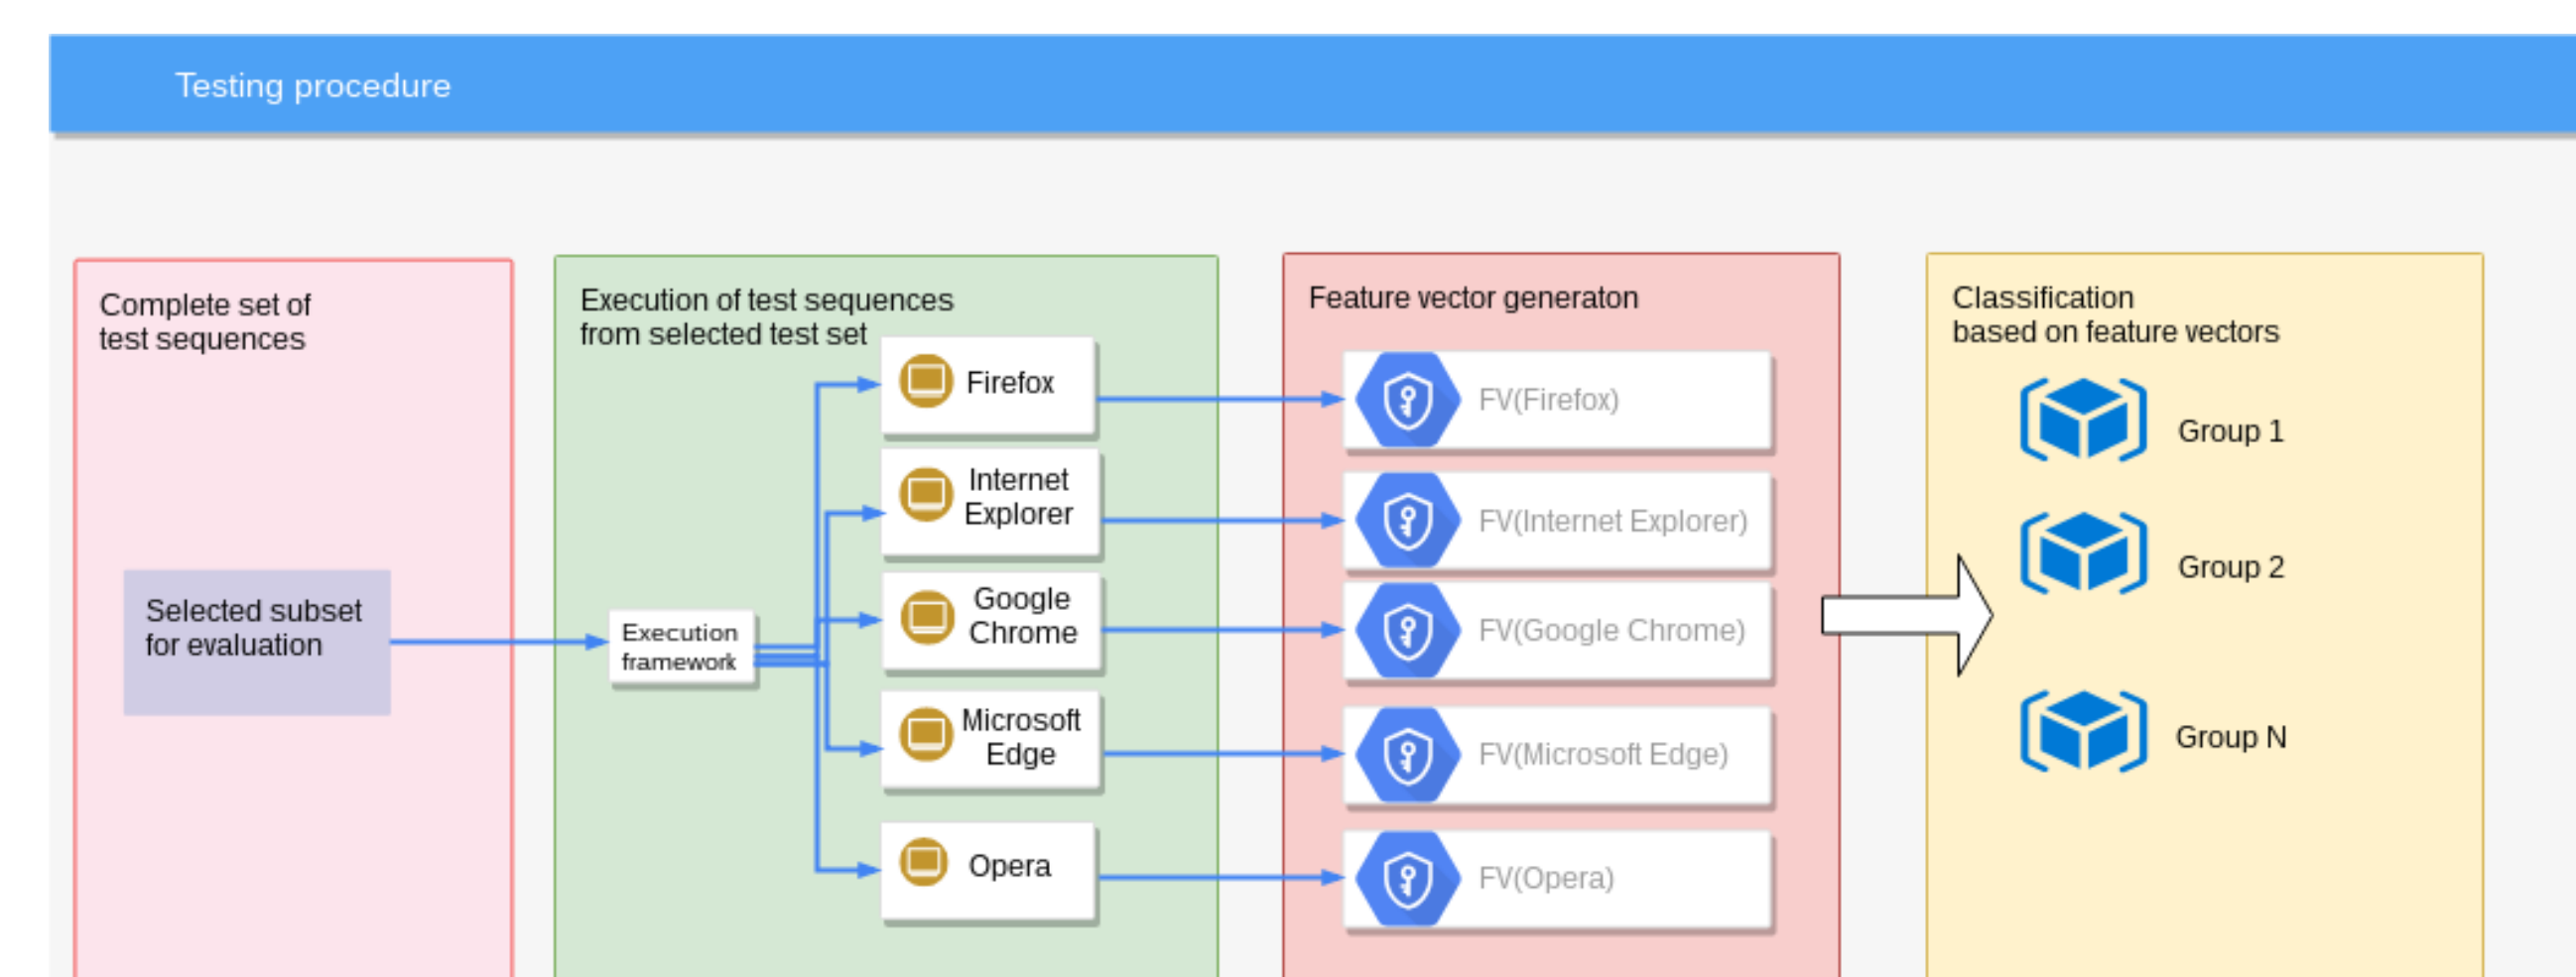 Testing procedure
Complete set of
test sequences
Selected subset
for evaluation
Execution of test sequences
from selected test set
Execution
framework
Firefox
Internet
Explorer
Google
Chrome
Microsoft
Edge
Opera
Feature vector generaton
FV(Firefox)
FV(Internet Explorer)
FV(Google Chrome)
FV(Microsoft Edge)
FV(Opera)
Classification
based on feature vectors
Group 1
Group 2
Group N